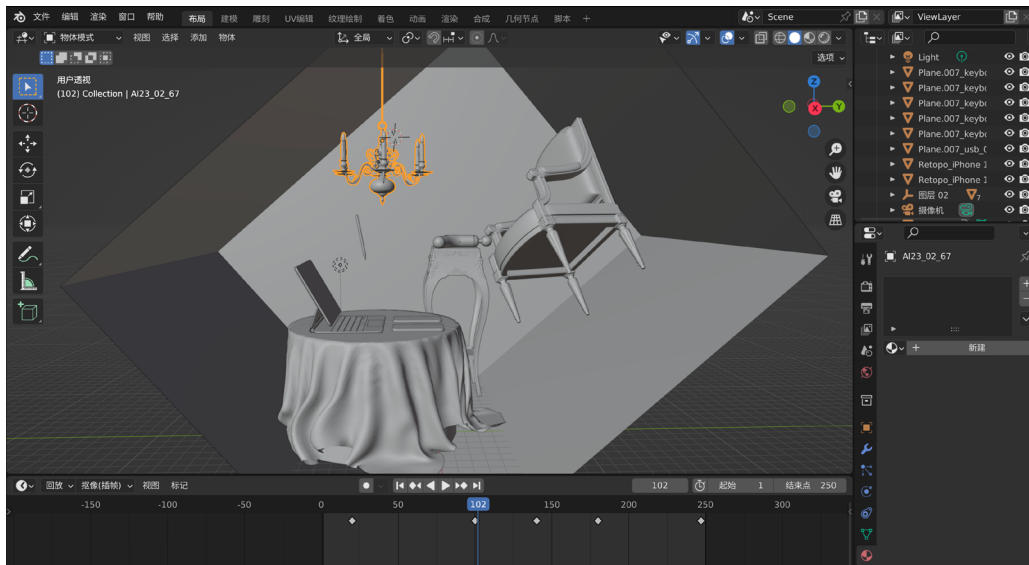 文件 编辑 渲染 窗口 帮助 布局 建模 雕刻 UV编辑 纹理绘制 着色 动画 渲染 合成 几何节点 脚本 + Scene ViewLayer
物体模式 视图 选择 添加 物体 全局
选项
用户透视
(102) Collection | AI23_02_67
Z
Y
X
Light
Plane.007_keybo
Plane.007_keybo
Plane.007_keybo
Plane.007_keybo
Plane.007_keybo
Plane.007_usb_0
Retopo_iPhone 1
Retopo_iPhone 1
图层 02 7
摄像机
AI23_02_67
+ 新建
回放 抠像(插帧) 视图 标记 102 起始 1 结束点 250
-150 -100 -50 0 50 102 150 200 250 300